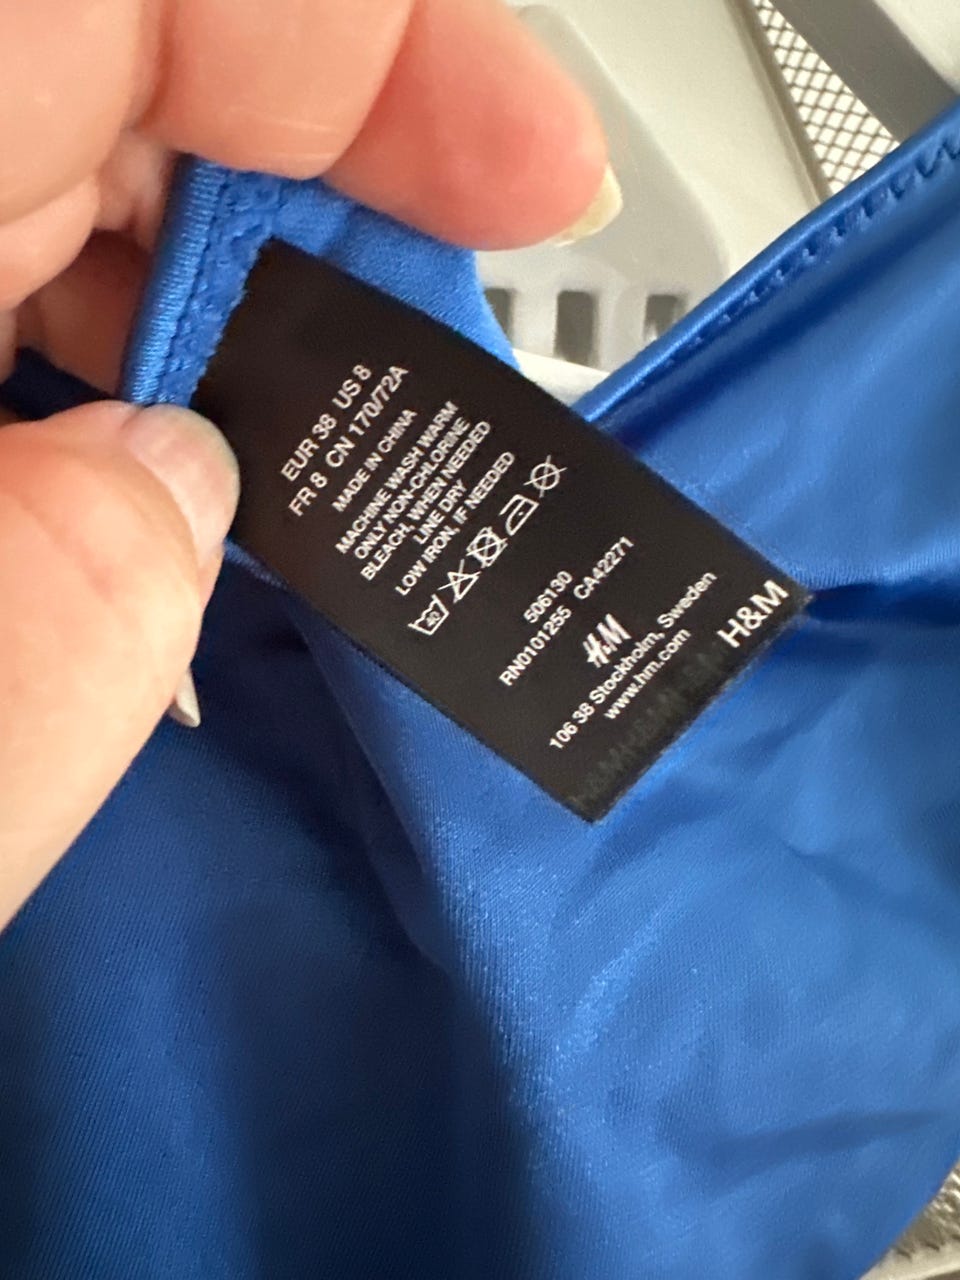 EUR 38 US 8
FR 8 CN 170/72A
MADE IN CHINA
MACHINE WASH WARM
ONLY NON-CHLORINE
BLEACH, WHEN NEEDED
LINE DRY
LOW IRON, IF NEEDED
40
506130
RN0101255 CA42271
H&M
106 38 Stockholm, Sweden
www.hm.com
H&M